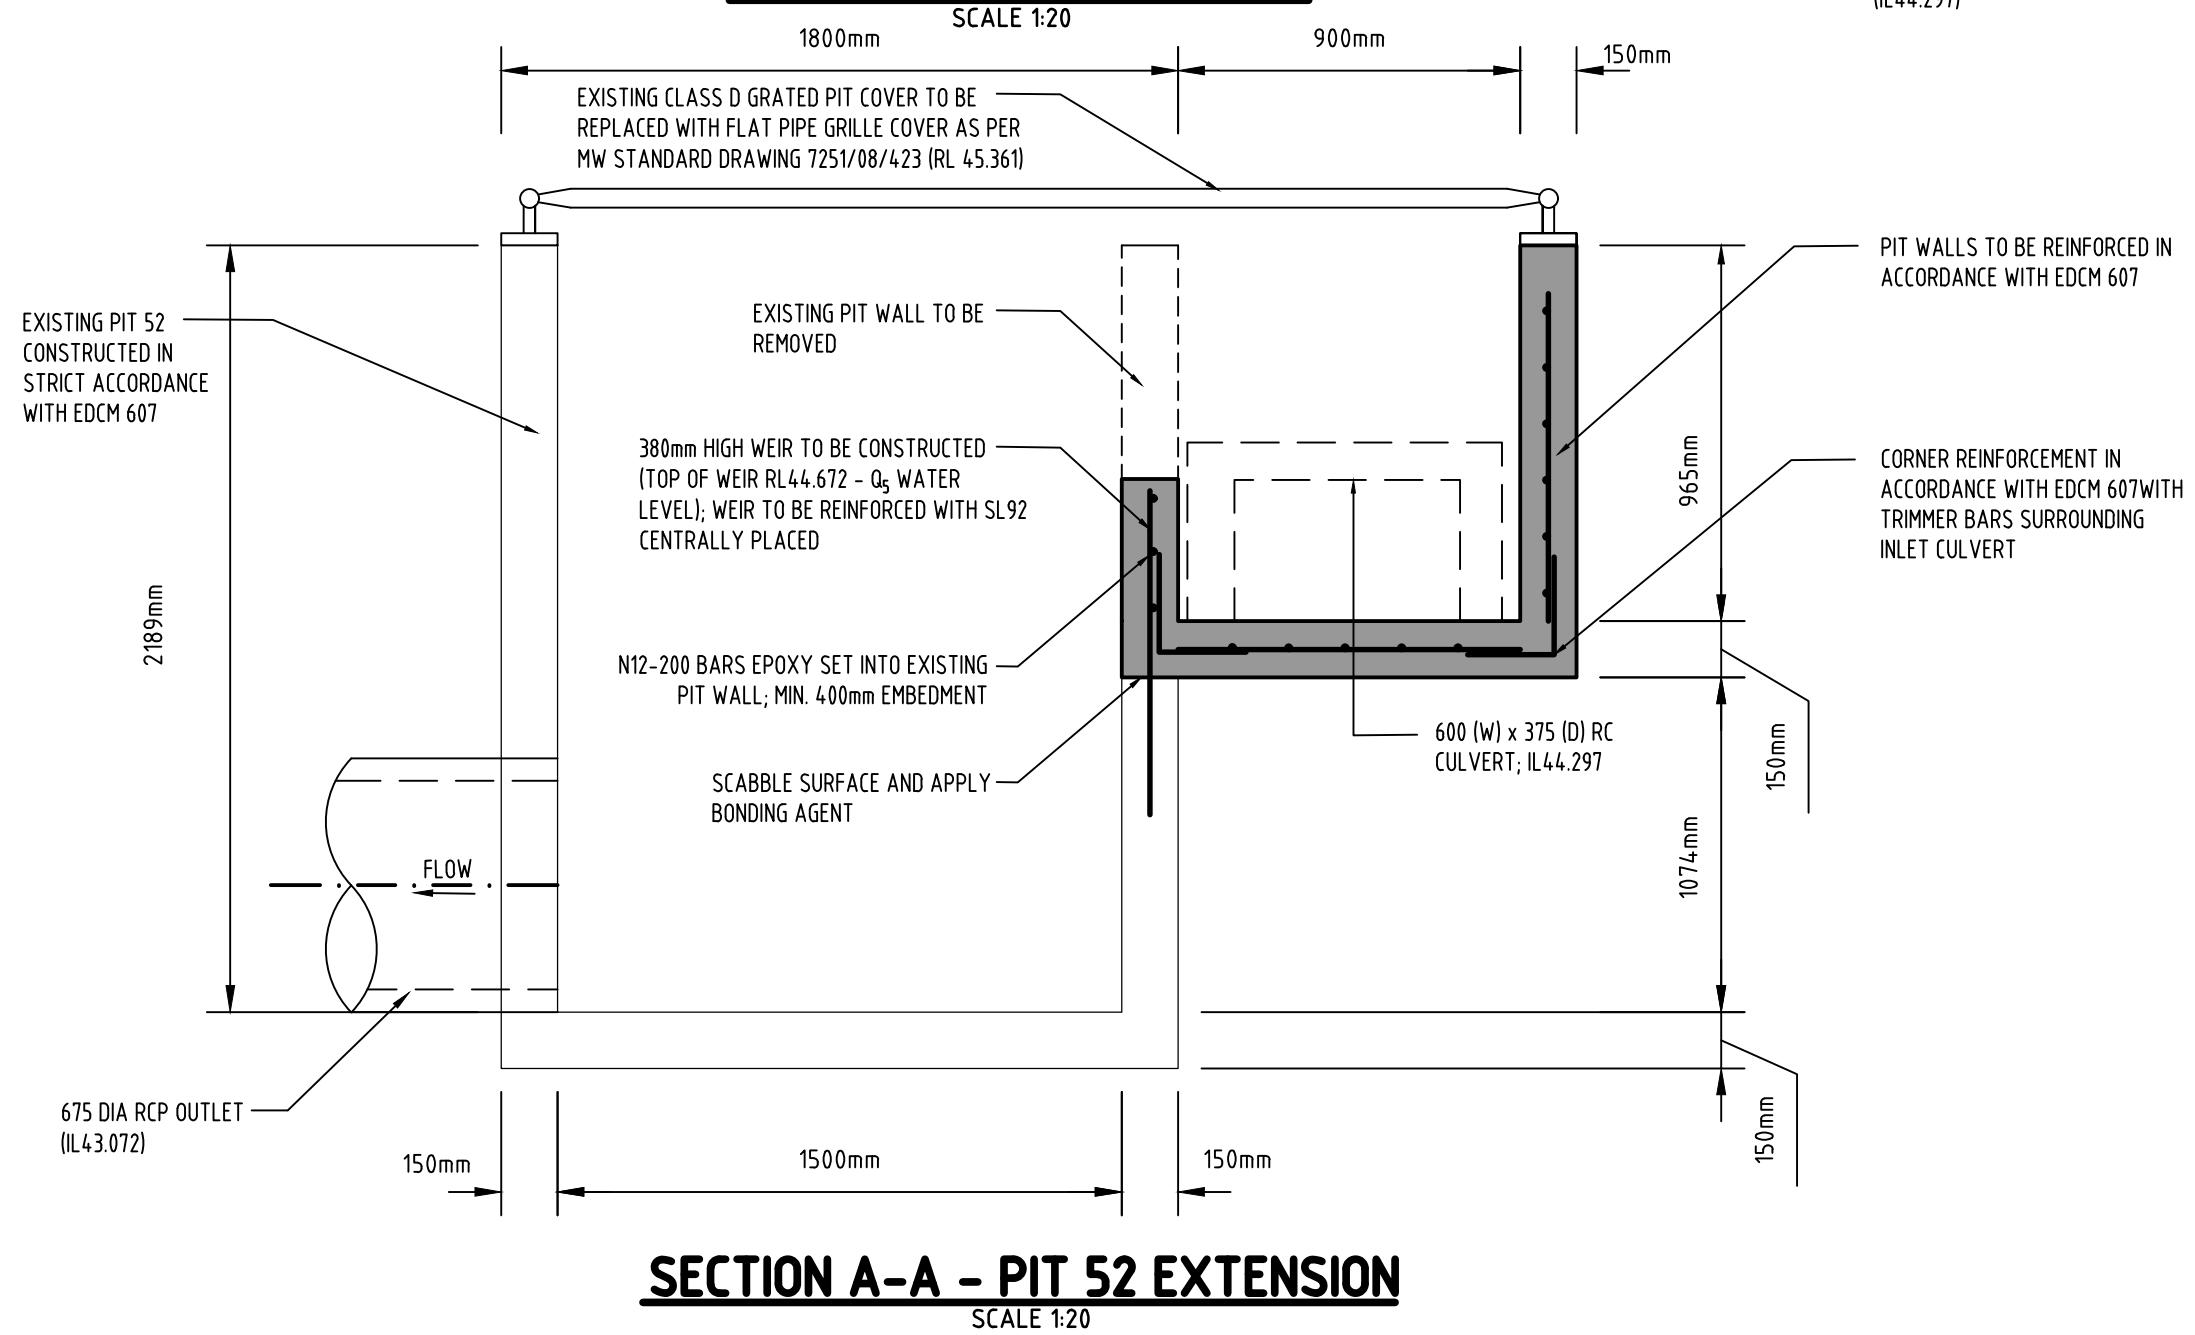 SCALE 1:20
(IL44.297)
1800mm
900mm
150mm
EXISTING CLASS D GRATED PIT COVER TO BE
REPLACED WITH FLAT PIPE GRILLE COVER AS PER
MW STANDARD DRAWING 7251/08/423 (RL 45.361)
PIT WALLS TO BE REINFORCED IN
ACCORDANCE WITH EDCM 607
EXISTING PIT 52
CONSTRUCTED IN
STRICT ACCORDANCE
WITH EDCM 607
EXISTING PIT WALL TO BE
REMOVED
380mm HIGH WEIR TO BE CONSTRUCTED
(TOP OF WEIR RL44.672 - Q5 WATER
LEVEL); WEIR TO BE REINFORCED WITH SL92
CENTRALLY PLACED
965mm
CORNER REINFORCEMENT IN
ACCORDANCE WITH EDCM 607WITH
TRIMMER BARS SURROUNDING
INLET CULVERT
2189mm
N12-200 BARS EPOXY SET INTO EXISTING
PIT WALL; MIN. 400mm EMBEDMENT
600 (W) x 375 (D) RC
CULVERT; IL44.297
150mm
SCABBLE SURFACE AND APPLY
BONDING AGENT
1074mm
FLOW
675 DIA RCP OUTLET
(IL43.072)
150mm
1500mm
150mm
150mm
SECTION A-A - PIT 52 EXTENSION
SCALE 1:20